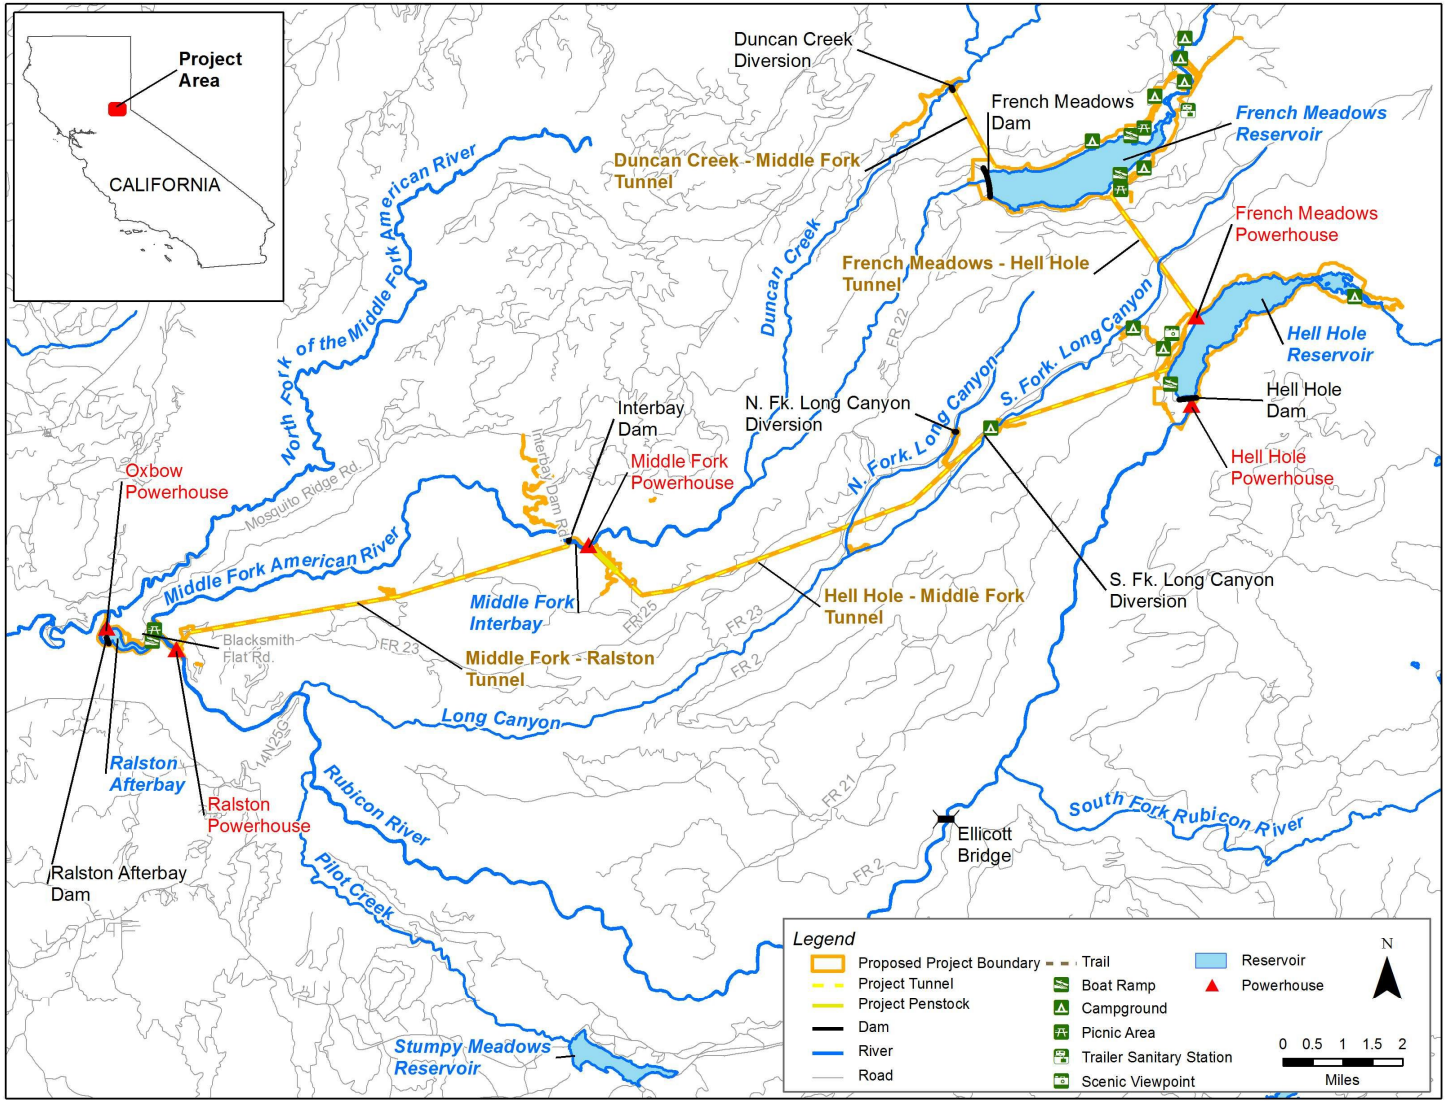 Project
Area
CALIFORNIA
Duncan Creek
Diversion
French Meadows
Dam
French Meadows
Reservoir
Duncan Creek - Middle Fork
Tunnel
North Fork of the Middle Fork American River
Duncan Creek
French Meadows
Powerhouse
French Meadows - Hell Hole
Tunnel
FR 22
S. Fork. Long Canyon
Hell Hole
Reservoir
N. Fork. Long Canyon
Hell Hole
Dam
N. Fk. Long Canyon
Diversion
Interbay
Dam
Interbay Dam Rd.
Middle Fork
Powerhouse
Hell Hole
Powerhouse
Oxbow
Powerhouse
Mosquito Ridge Rd.
Middle Fork American River
S. Fk. Long Canyon
Diversion
Middle Fork
Interbay
Hell Hole - Middle Fork
Tunnel
FR 25
FR 23
FR 2
Blacksmith
Flat Rd.
FR 23
Middle Fork - Ralston
Tunnel
Long Canyon
14N25G
Ralston
Afterbay
Rubicon River
Ralston
Powerhouse
FR 21
South Fork Rubicon River
Ellicott
Bridge
FR 2
Ralston Afterbay
Dam
Pilot Creek
Stumpy Meadows
Reservoir
Legend
Proposed Project Boundary
Project Tunnel
Project Penstock
Dam
River
Road
Trail
Boat Ramp
Campground
Picnic Area
Trailer Sanitary Station
Scenic Viewpoint
Reservoir
Powerhouse
N
0 0.5 1 1.5 2
Miles